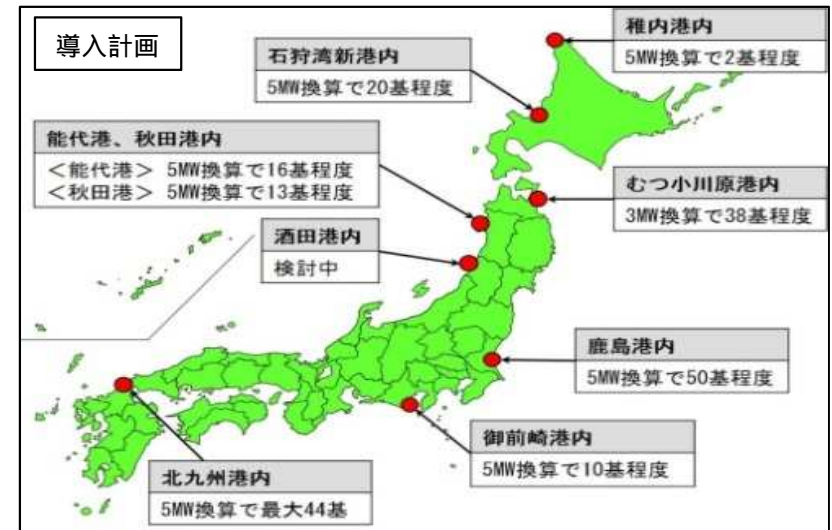 導入計画
稚内港内
5MW換算で2基程度
石狩湾新港内
5MW換算で20基程度
能代港、秋田港内
＜能代港＞ 5MW換算で16基程度
＜秋田港＞ 5MW換算で13基程度
むつ小川原港内
3MW換算で38基程度
酒田港内
検討中
鹿島港内
5MW換算で50基程度
御前崎港内
5MW換算で10基程度
北九州港内
5MW換算で最大44基